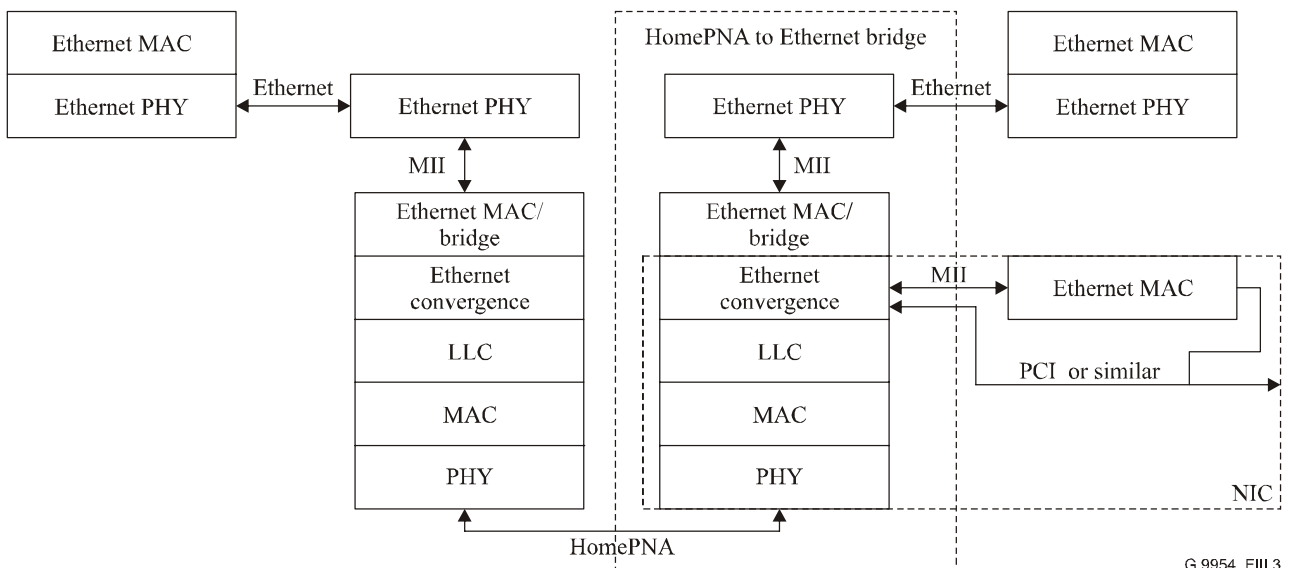 Ethernet MAC
Ethernet PHY
Ethernet
Ethernet PHY
MII
Ethernet MAC/
bridge
Ethernet
convergence
LLC
MAC
PHY
HomePNA
HomePNA to Ethernet bridge
Ethernet PHY
MII
Ethernet MAC/
bridge
Ethernet
convergence
LLC
MAC
PHY
Ethernet
Ethernet MAC
Ethernet PHY
MII
Ethernet MAC
PCI or similar
NIC
G.9954_FIII.3